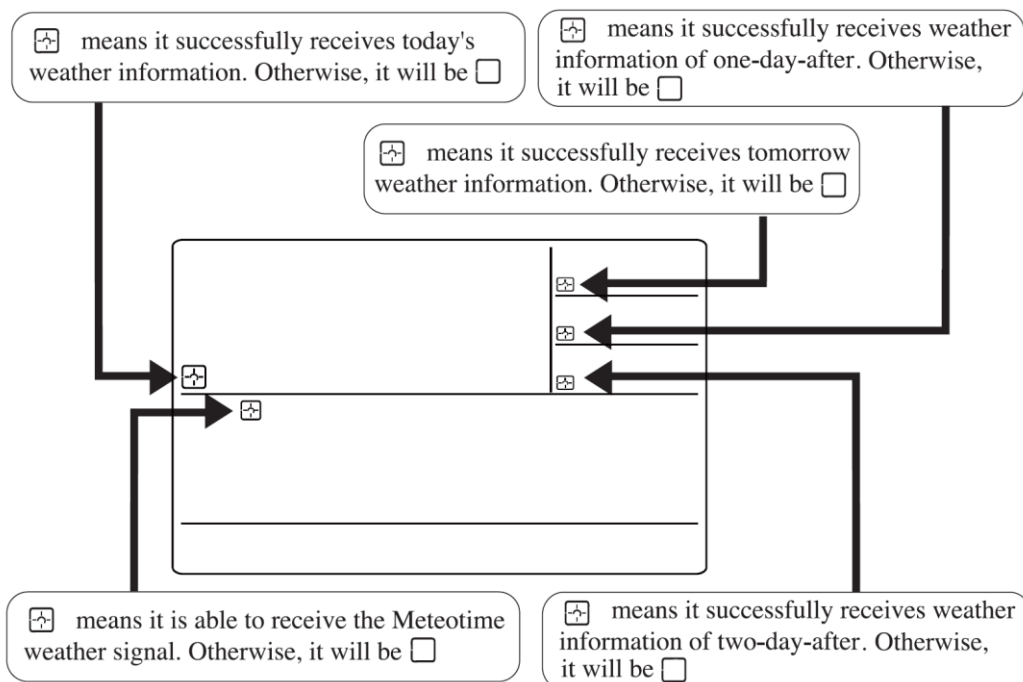 means it successfully receives today's
weather information. Otherwise, it will be
means it successfully receives weather
information of one-day-after. Otherwise,
it will be
means it successfully receives tomorrow
weather information. Otherwise, it will be
means it is able to receive the Meteotime
weather signal. Otherwise, it will be
means it successfully receives weather
information of two-day-after. Otherwise,
it will be